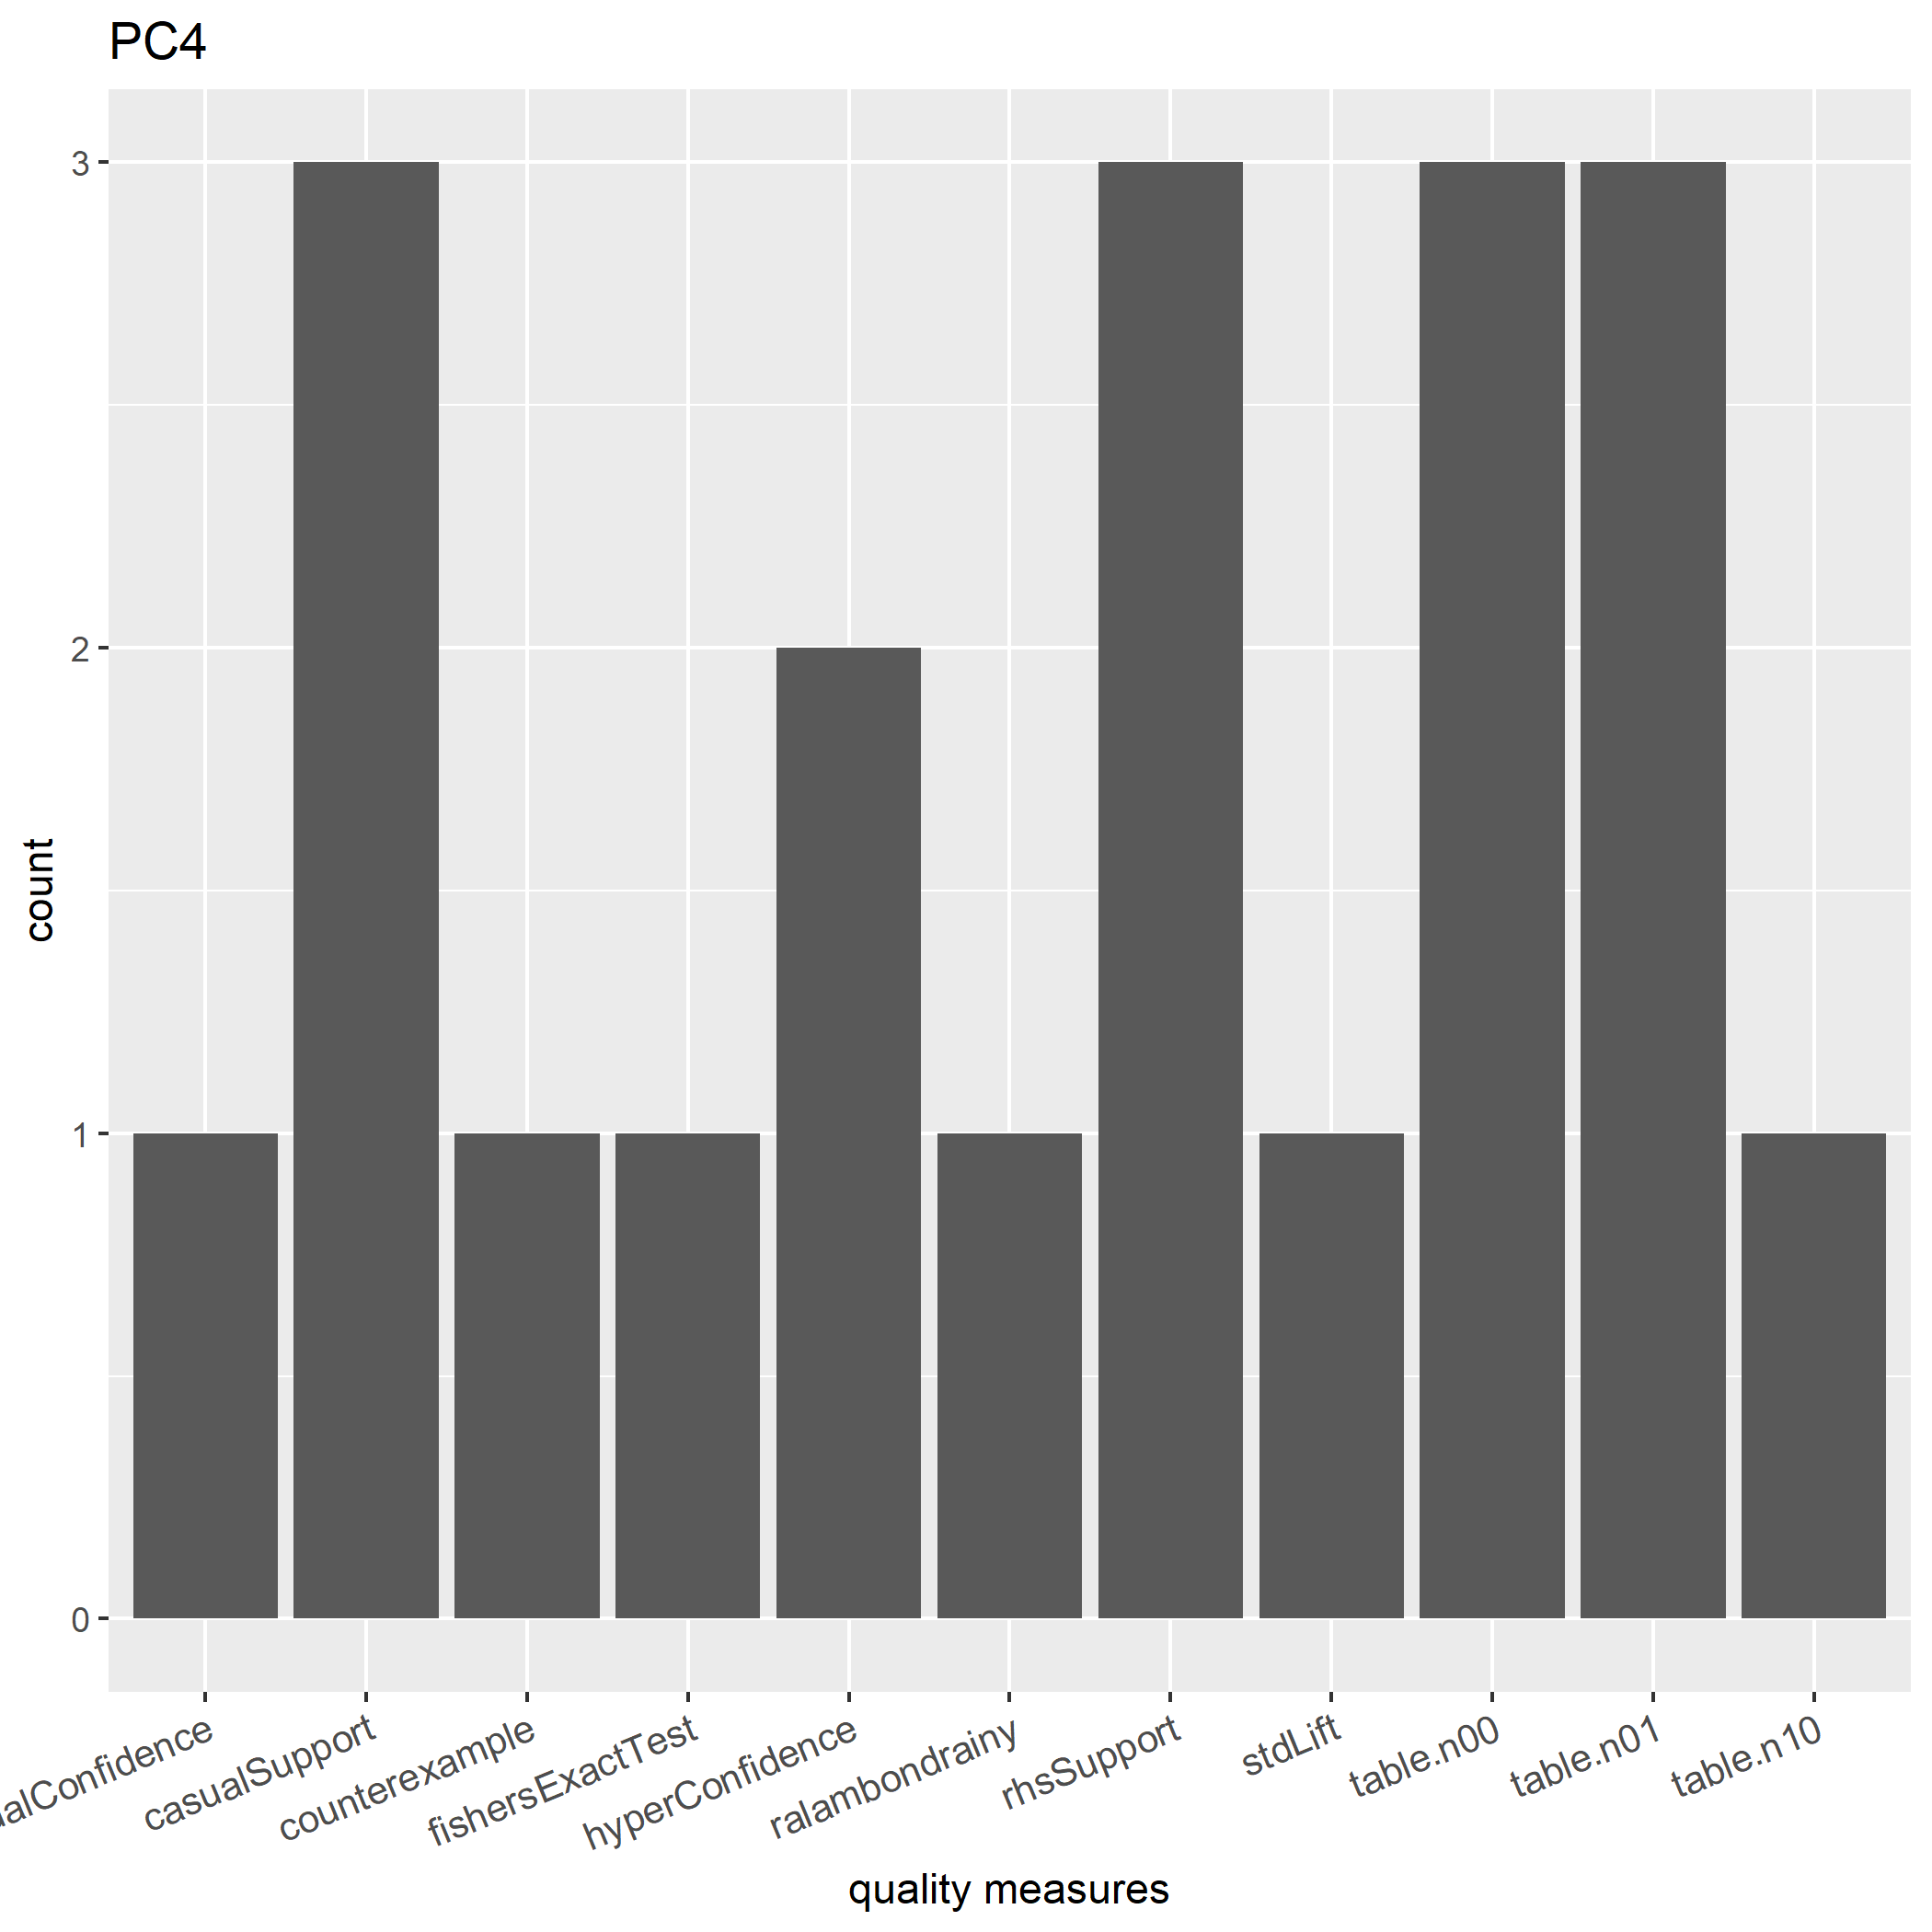 PC4
3
2
1
0
count
alConfidence
casualSupport
counterexample
fishersExactTest
hyperConfidence
ralambondrainy
rhsSupport
stdLift
table.n00
table.n01
table.n10
quality measures